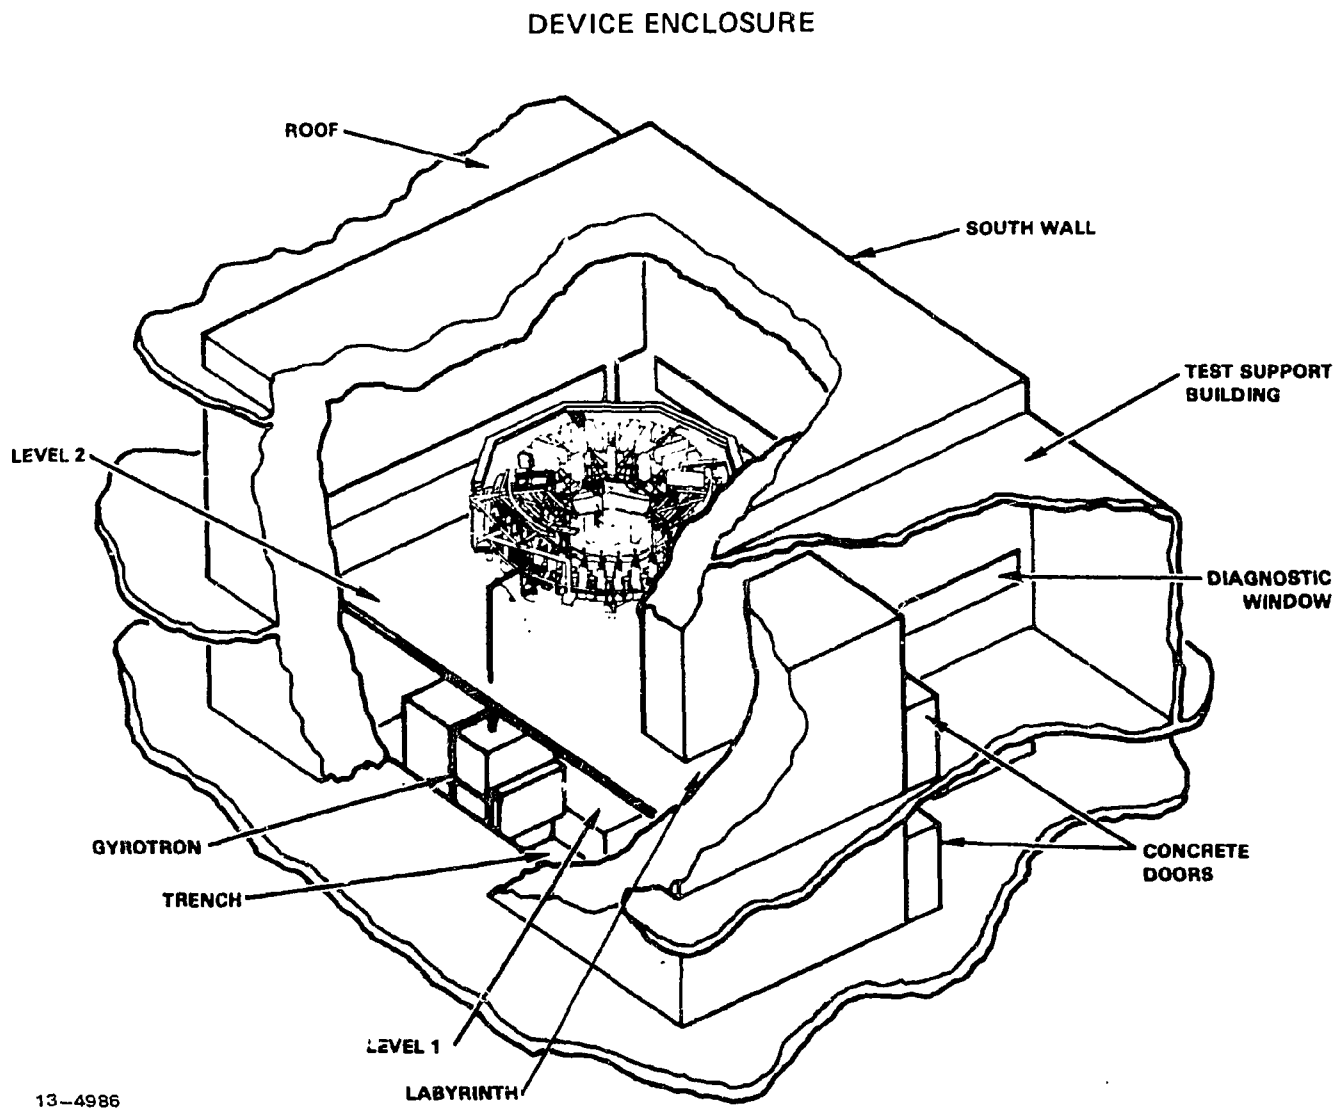 DEVICE ENCLOSURE
ROOF
SOUTH WALL
TEST SUPPORT
BUILDING
LEVEL 2
DIAGNOSTIC
WINDOW
GYROTRON
CONCRETE
DOORS
TRENCH
LEVEL 1
LABYRINTH
13-4986